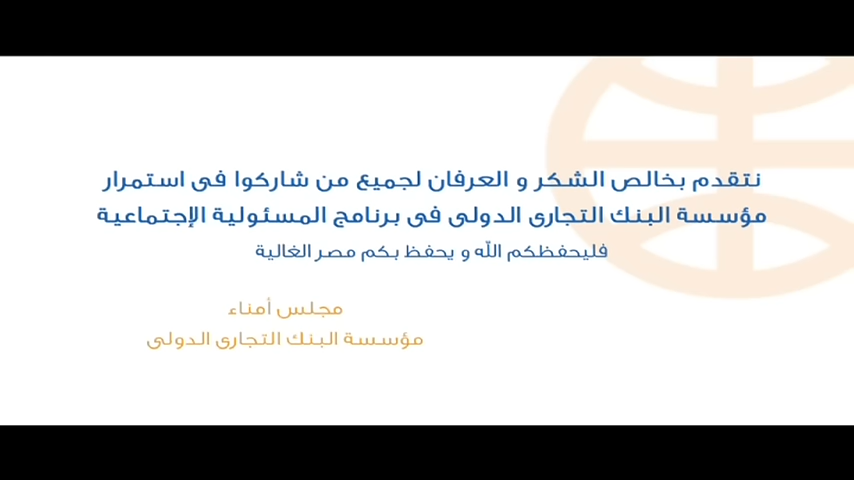 نتقدم بخالص الشكر و العرفان لجميع من شاركوا فى استمرار
مؤسسة البنك التجارى الدولى فى برنامج المسئولية الإجتماعية
فليحفظكم الله و يحفظ بكم مصر الغالية
مجلس أمناء
مؤسسة البنك التجارى الدولى